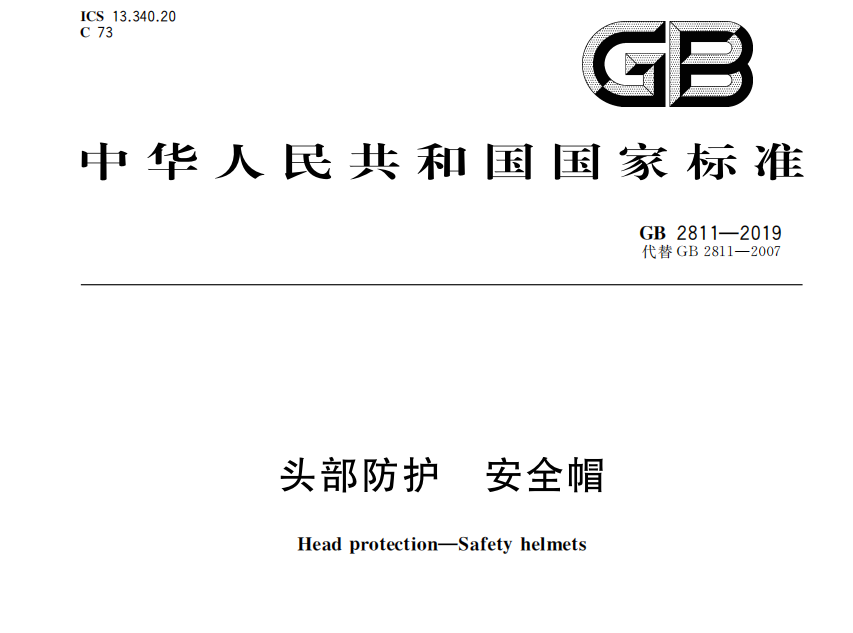 ICS 13.340.20
C 73
GB
中华人民共和国国家标准
GB 2811—2019
代替 GB 2811—2007
头部防护 安全帽
Head protection—Safety helmets